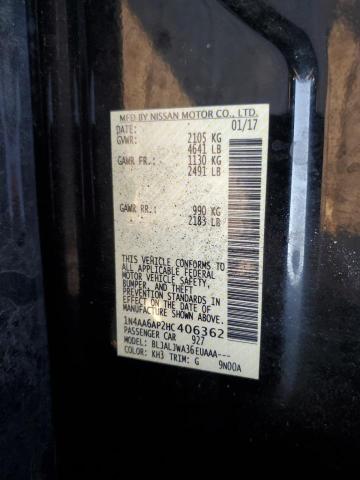 MFD BY NISSAN MOTOR CO., LTD.
DATE: 01/17
GVWR: 2105 KG
4641 LB
GAWR FR: 1130 KG
2491 LB
GAWR RR: 990 KG
2183 LB
THIS VEHICLE CONFORMS TO
ALL APPLICABLE FEDERAL
MOTOR VEHICLE SAFETY,
BUMPER, AND THEFT
PREVENTION STANDARDS IN
EFFECT ON THE DATE OF
MANUFACTURE SHOWN ABOVE.
1N4AA6AP2HC406362
PASSENGER CAR 927
MODEL: BLJALJWA36EUAAA---
COLOR: KH3 TRIM: G 9N00A